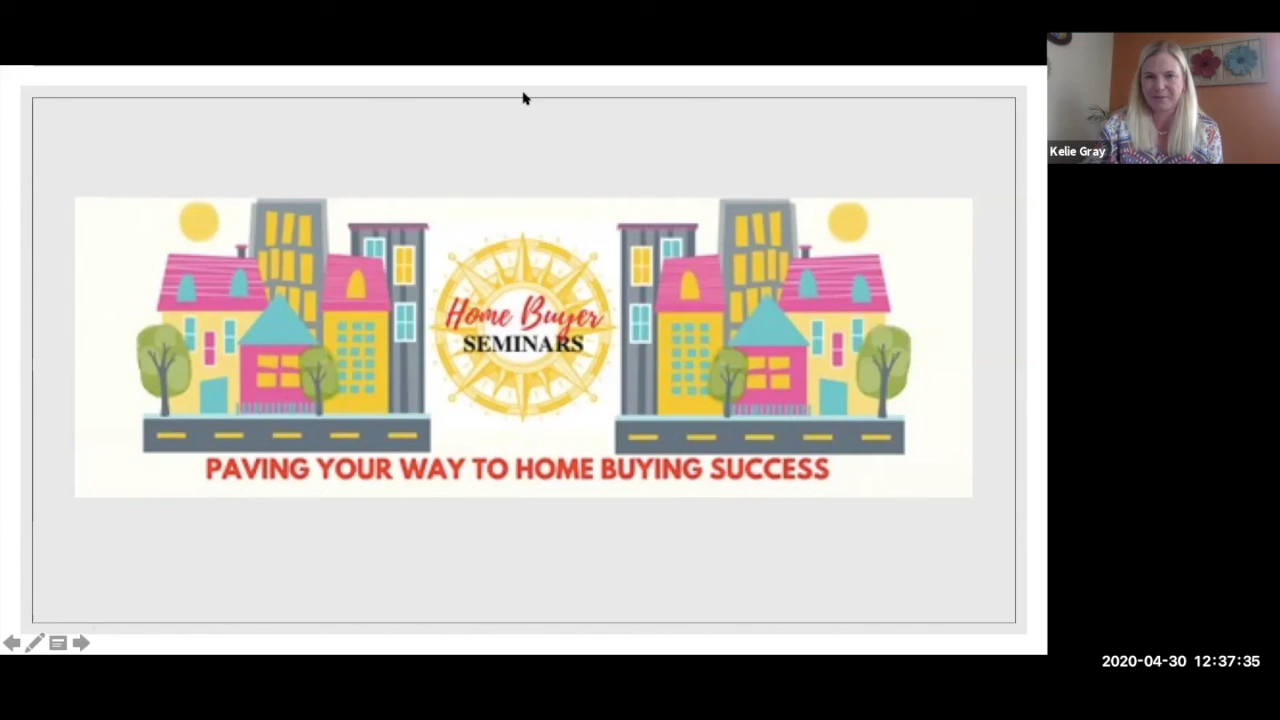 Kelie Gray
Home Buyer
SEMINARS
PAVING YOUR WAY TO HOME BUYING SUCCESS
2020-04-30 12:37:35